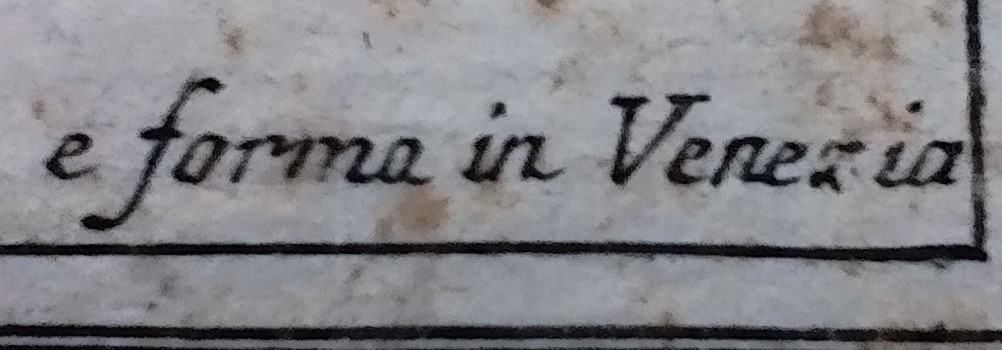 e forma in Venezia